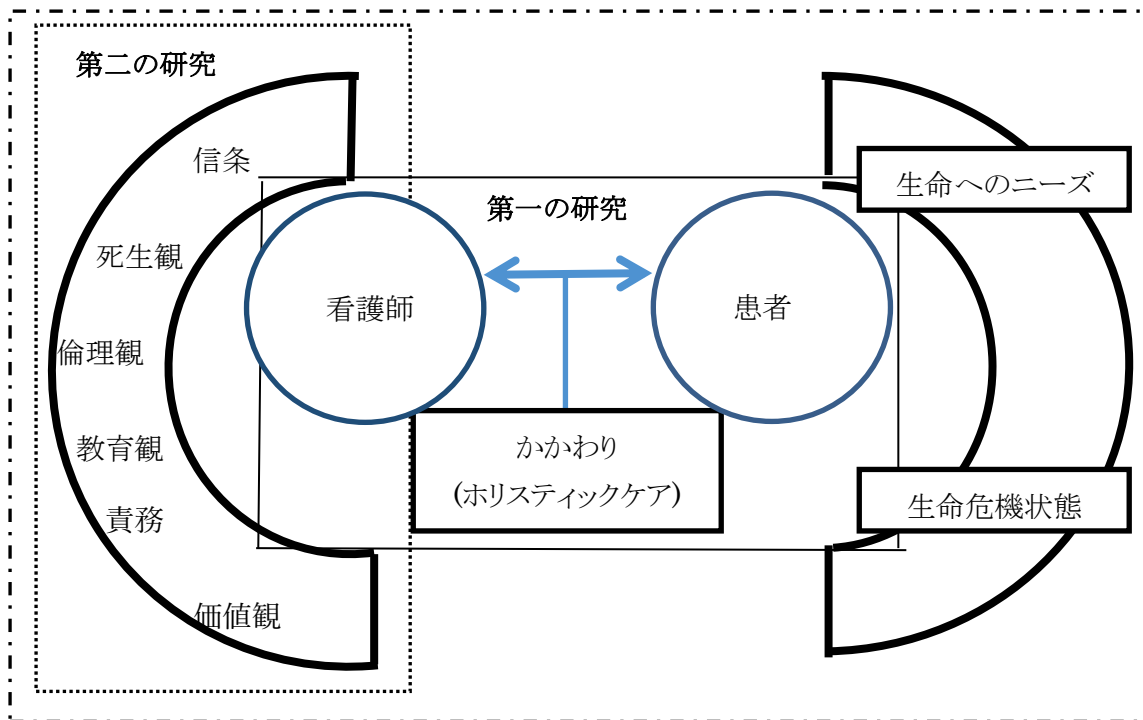 第二の研究
信条
死生観
倫理観
教育観
責務
価値観
第一の研究
看護師
患者
かかわり
(ホリスティックケア)
生命へのニーズ
生命危機状態